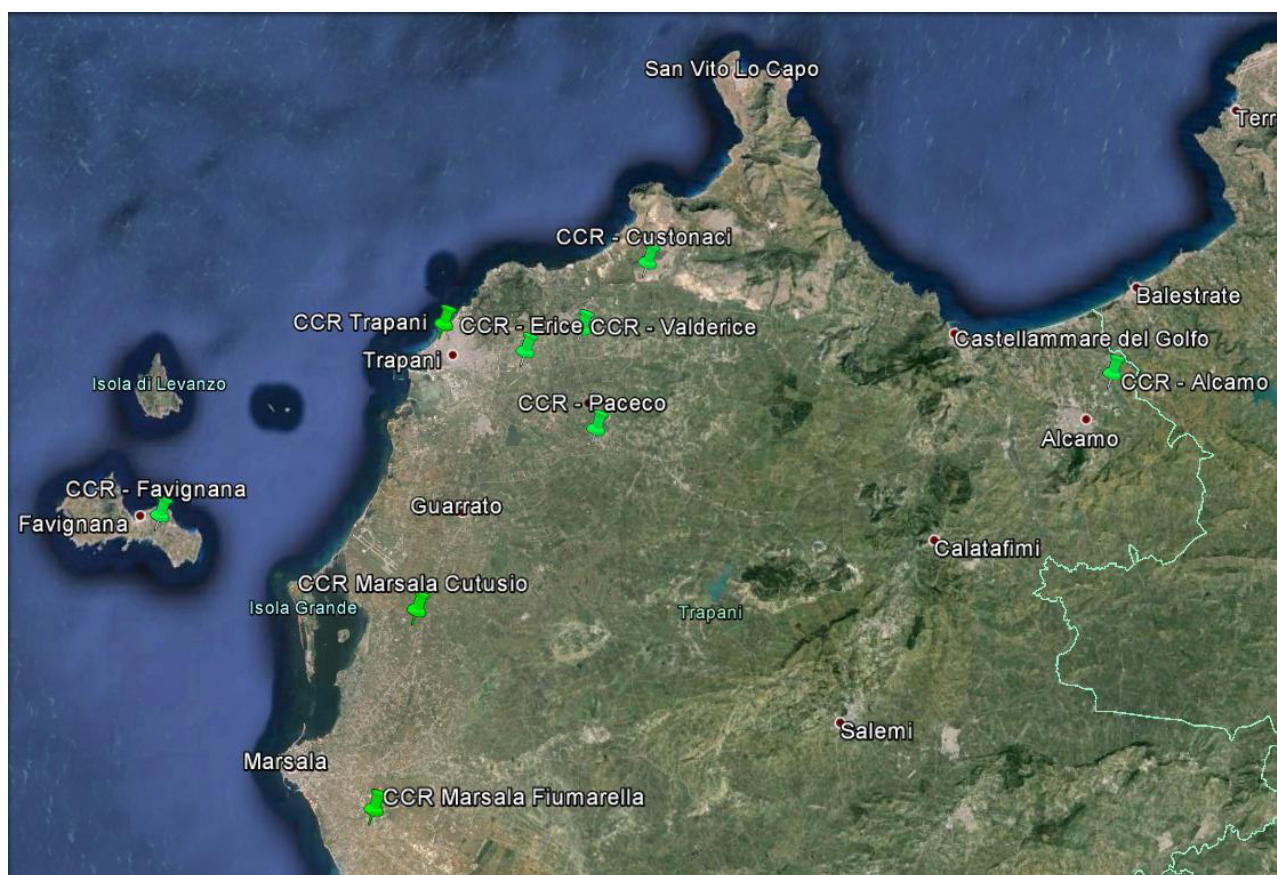 San Vito Lo Capo
Terr
CCR - Custonaci
Balestrate
CCR Trapani
CCR - Erice
CCR - Valderice
Castellammare del Golfo
Trapani
Isola di Levanzo
CCR - Alcamo
CCR - Paceco
Alcamo
CCR - Favignana
Guarrato
Favignana
Calatafimi
CCR Marsala Cutusio
Isola Grande
Trapani
Salemi
Marsala
CCR Marsala Fiumarella